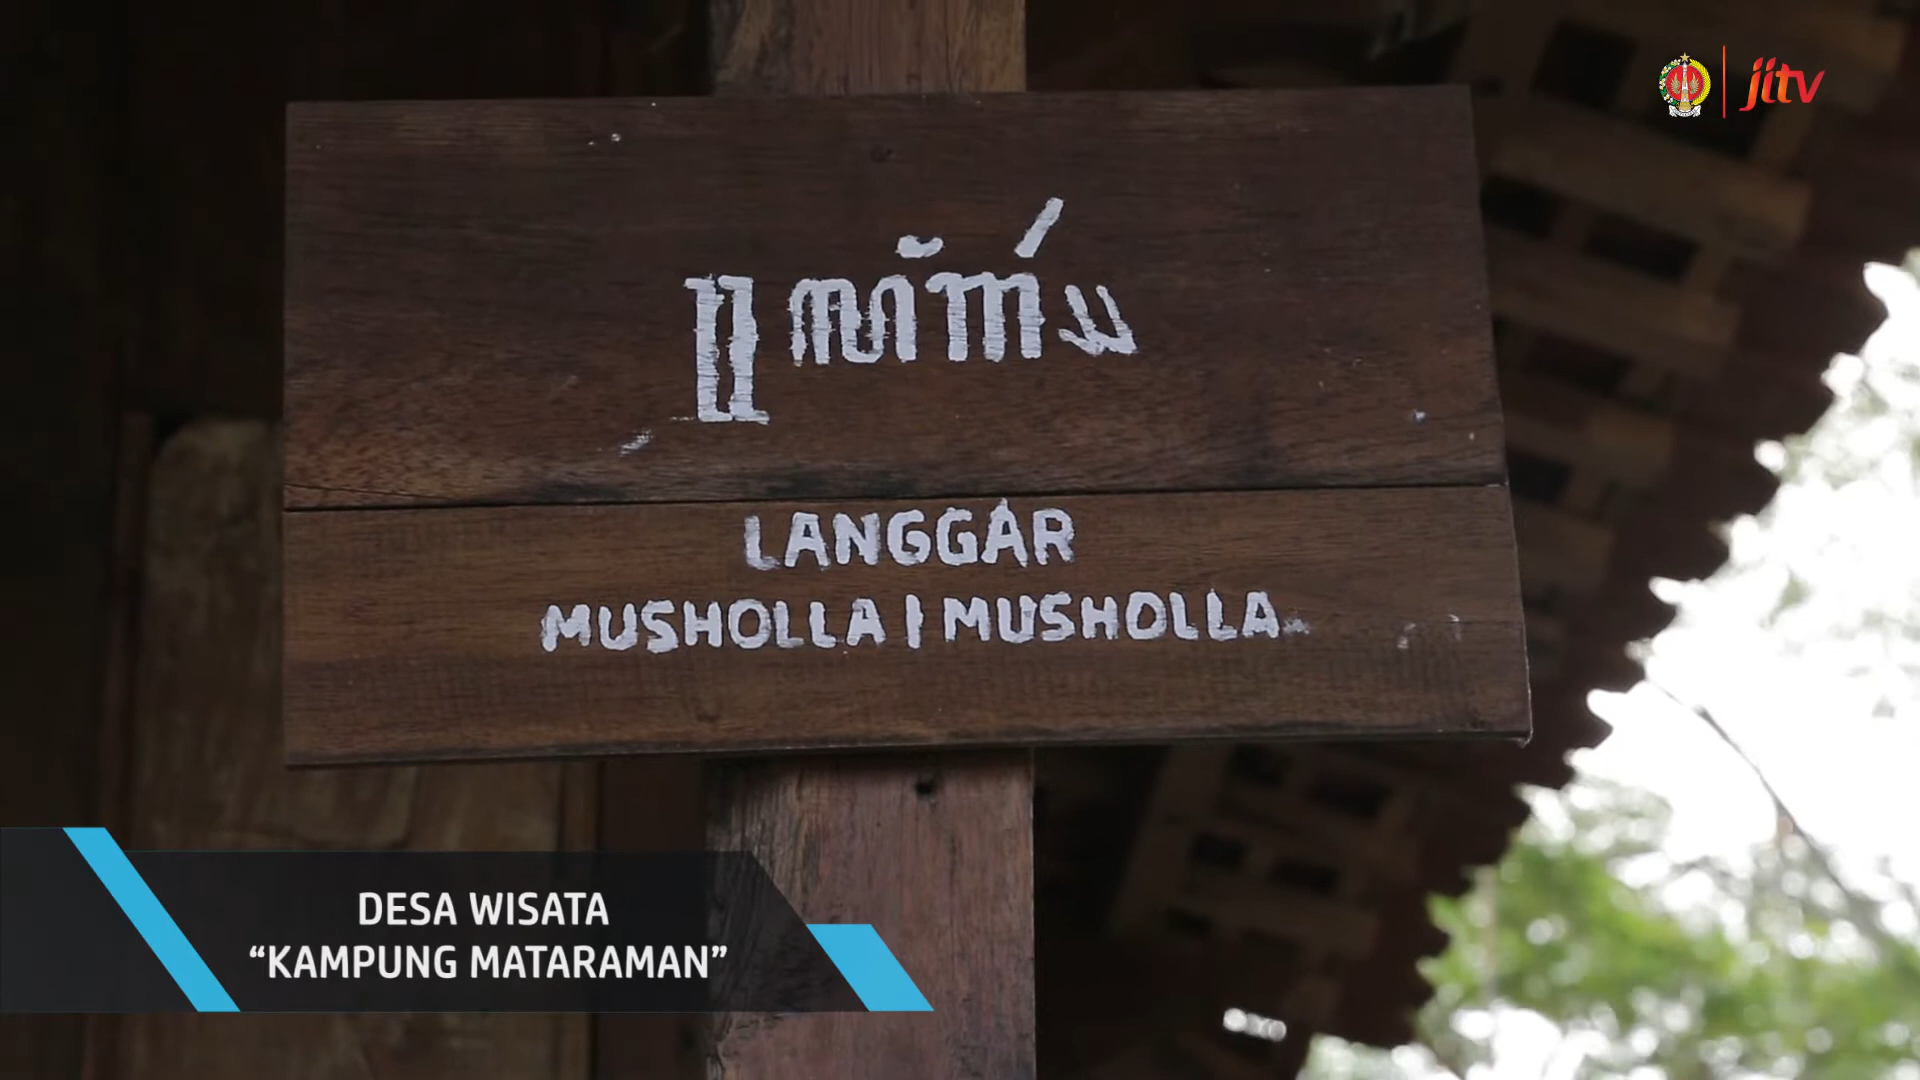 ꧋ꦭꦁꦒꦂ꧉
LANGGAR
MUSHOLLA | MUSHOLLA
DESA WISATA
“KAMPUNG MATARAMAN”
jitv